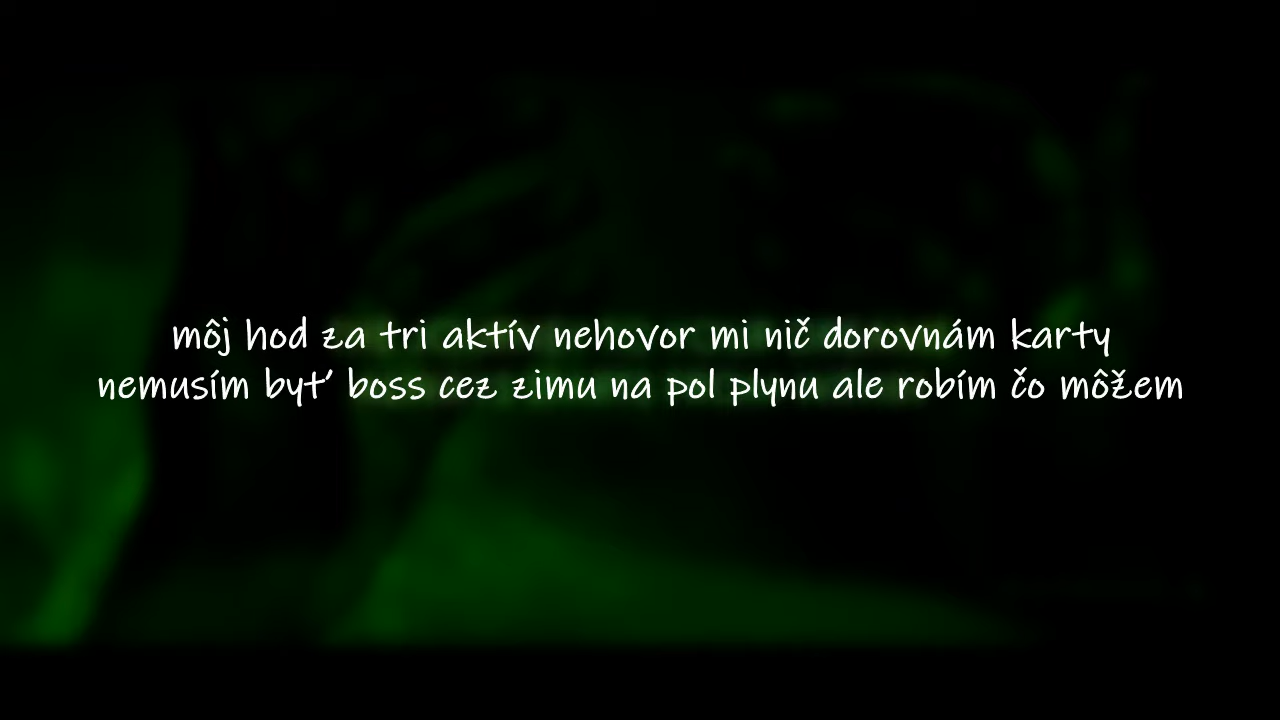 môj hod za tri aktív nehovor mi nič dorovnám karty
nemusím byť boss cez zimu na pol plynu ale robím čo môžem